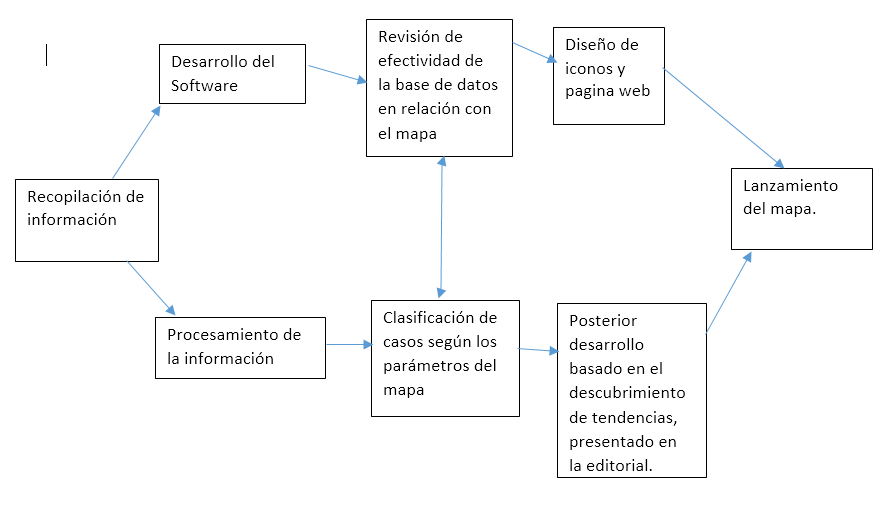 Recopilación de
información
Desarrollo del
Software
Revisión de
efectividad de
la base de datos
en relación con
el mapa
Diseño de
iconos y
pagina web
Procesamiento de
la información
Clasificación de
casos según los
parámetros del
mapa
Posterior
desarrollo
basado en el
descubrimiento
de tendencias,
presentado en
la editorial.
Lanzamiento
del mapa.